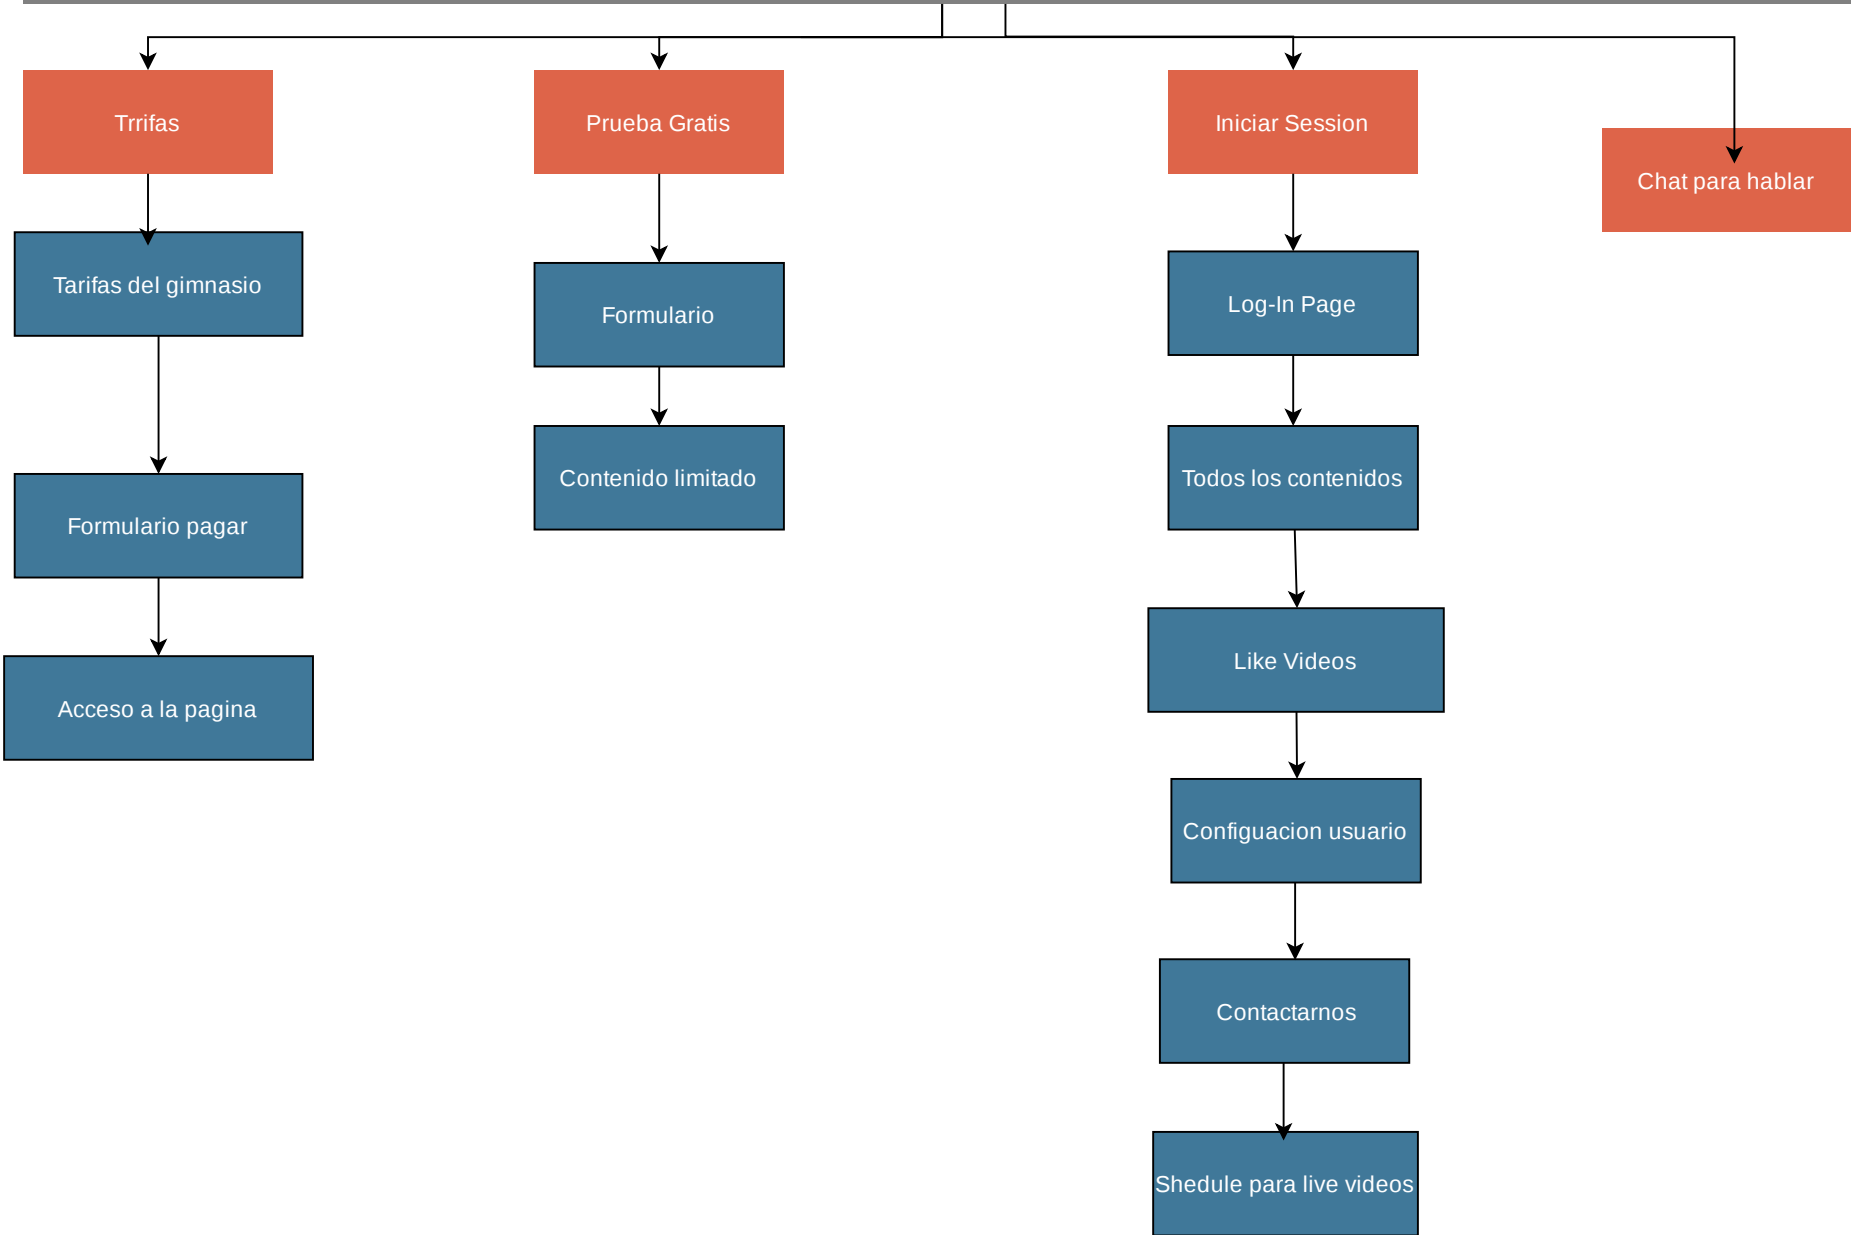 Trrifas
Prueba Gratis
Iniciar Session
Chat para hablar
Tarifas del gimnasio
Formulario
Log-In Page
Contenido limitado
Todos los contenidos
Formulario pagar
Like Videos
Acceso a la pagina
Configuacion usuario
Contactarnos
Shedule para live videos